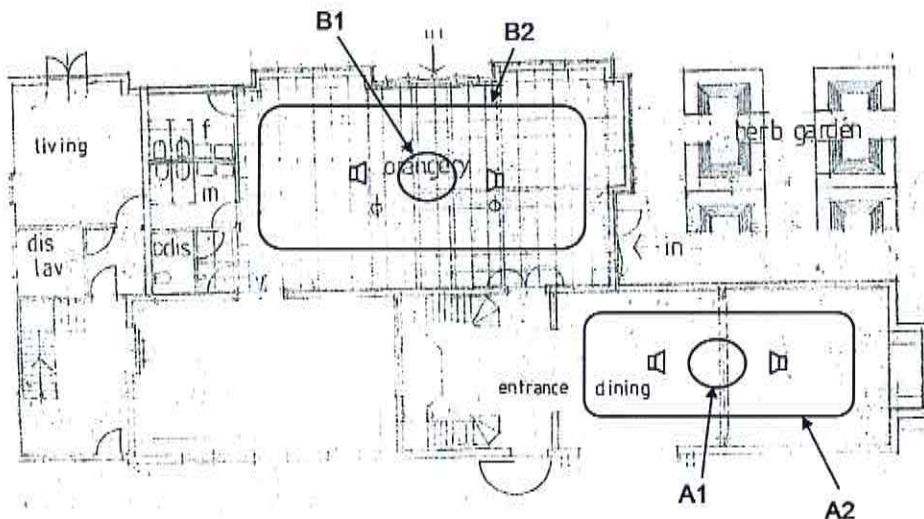 B1
B2
living
f
orangery
herb garden
m
dis
lav
dis
in
entrance
dining
A1
A2